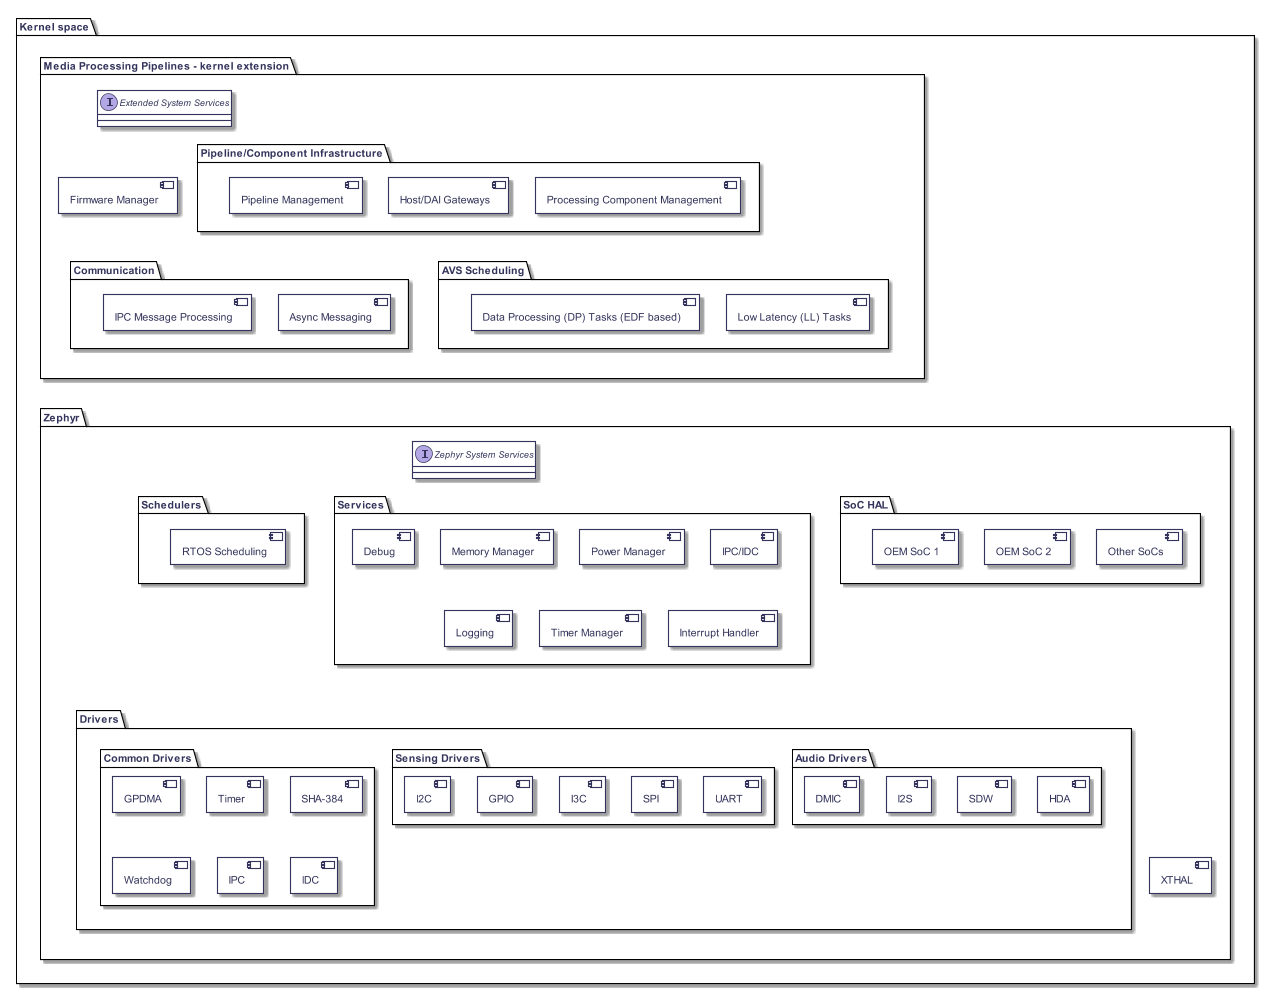 Kernel space
Media Processing Pipelines - kernel extension
I Extended System Services
Pipeline/Component Infrastructure
Firmware Manager
Pipeline Management
Host/DAI Gateways
Processing Component Management
Communication
IPC Message Processing
Async Messaging
AVS Scheduling
Data Processing (DP) Tasks (EDF based)
Low Latency (LL) Tasks
Zephyr
I Zephyr System Services
Schedulers
RTOS Scheduling
Services
Debug
Memory Manager
Power Manager
IPC/IDC
Logging
Timer Manager
Interrupt Handler
SoC HAL
OEM SoC 1
OEM SoC 2
Other SoCs
Drivers
Common Drivers
GPDMA
Timer
SHA-384
Watchdog
IPC
IDC
Sensing Drivers
I2C
GPIO
I3C
SPI
UART
Audio Drivers
DMIC
I2S
SDW
HDA
XTHAL